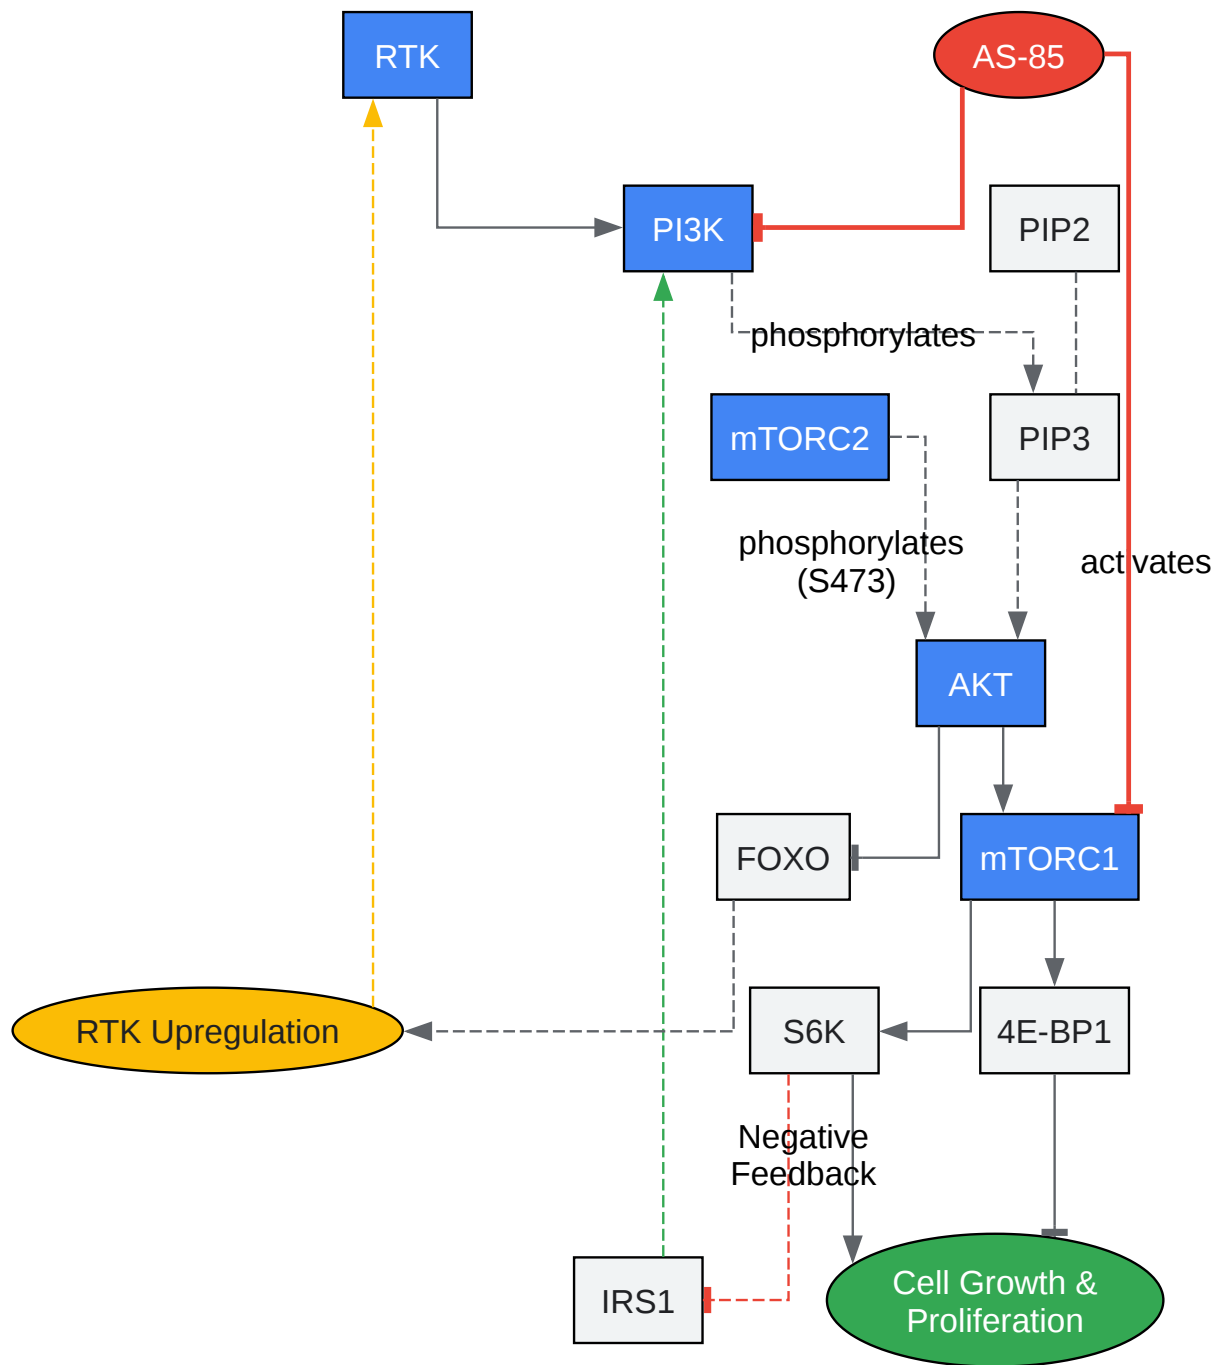 RTK
AS-85
PI3K
PIP2
phosphorylates
mTORC2
PIP3
phosphorylates
(S473)
activates
AKT
FOXO
mTORC1
RTK Upregulation
S6K
4E-BP1
Negative
Feedback
IRS1
Cell Growth &
Proliferation